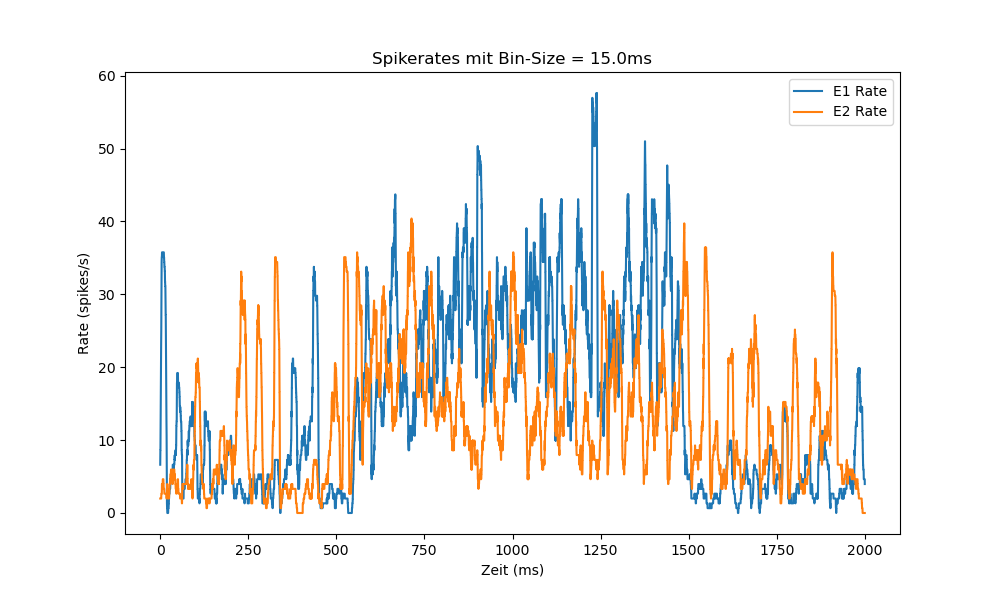 Spikerates mit Bin-Size = 15.0ms
E1 Rate
E2 Rate
Rate (spikes/s)
60
50
40
30
20
10
0
0 250 500 750 1000 1250 1500 1750 2000
Zeit (ms)